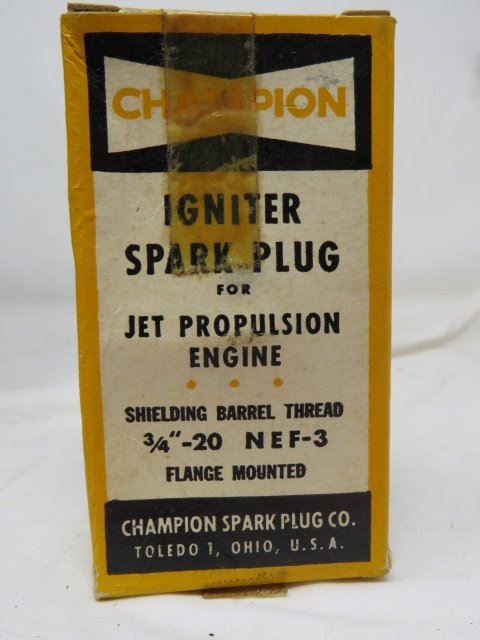 CHAMPION
IGNITER
SPARK PLUG
FOR
JET PROPULSION
ENGINE
SHIELDING BARREL THREAD
3/4"-20 NEF-3
FLANGE MOUNTED
CHAMPION SPARK PLUG CO.
TOLEDO 1, OHIO, U.S.A.